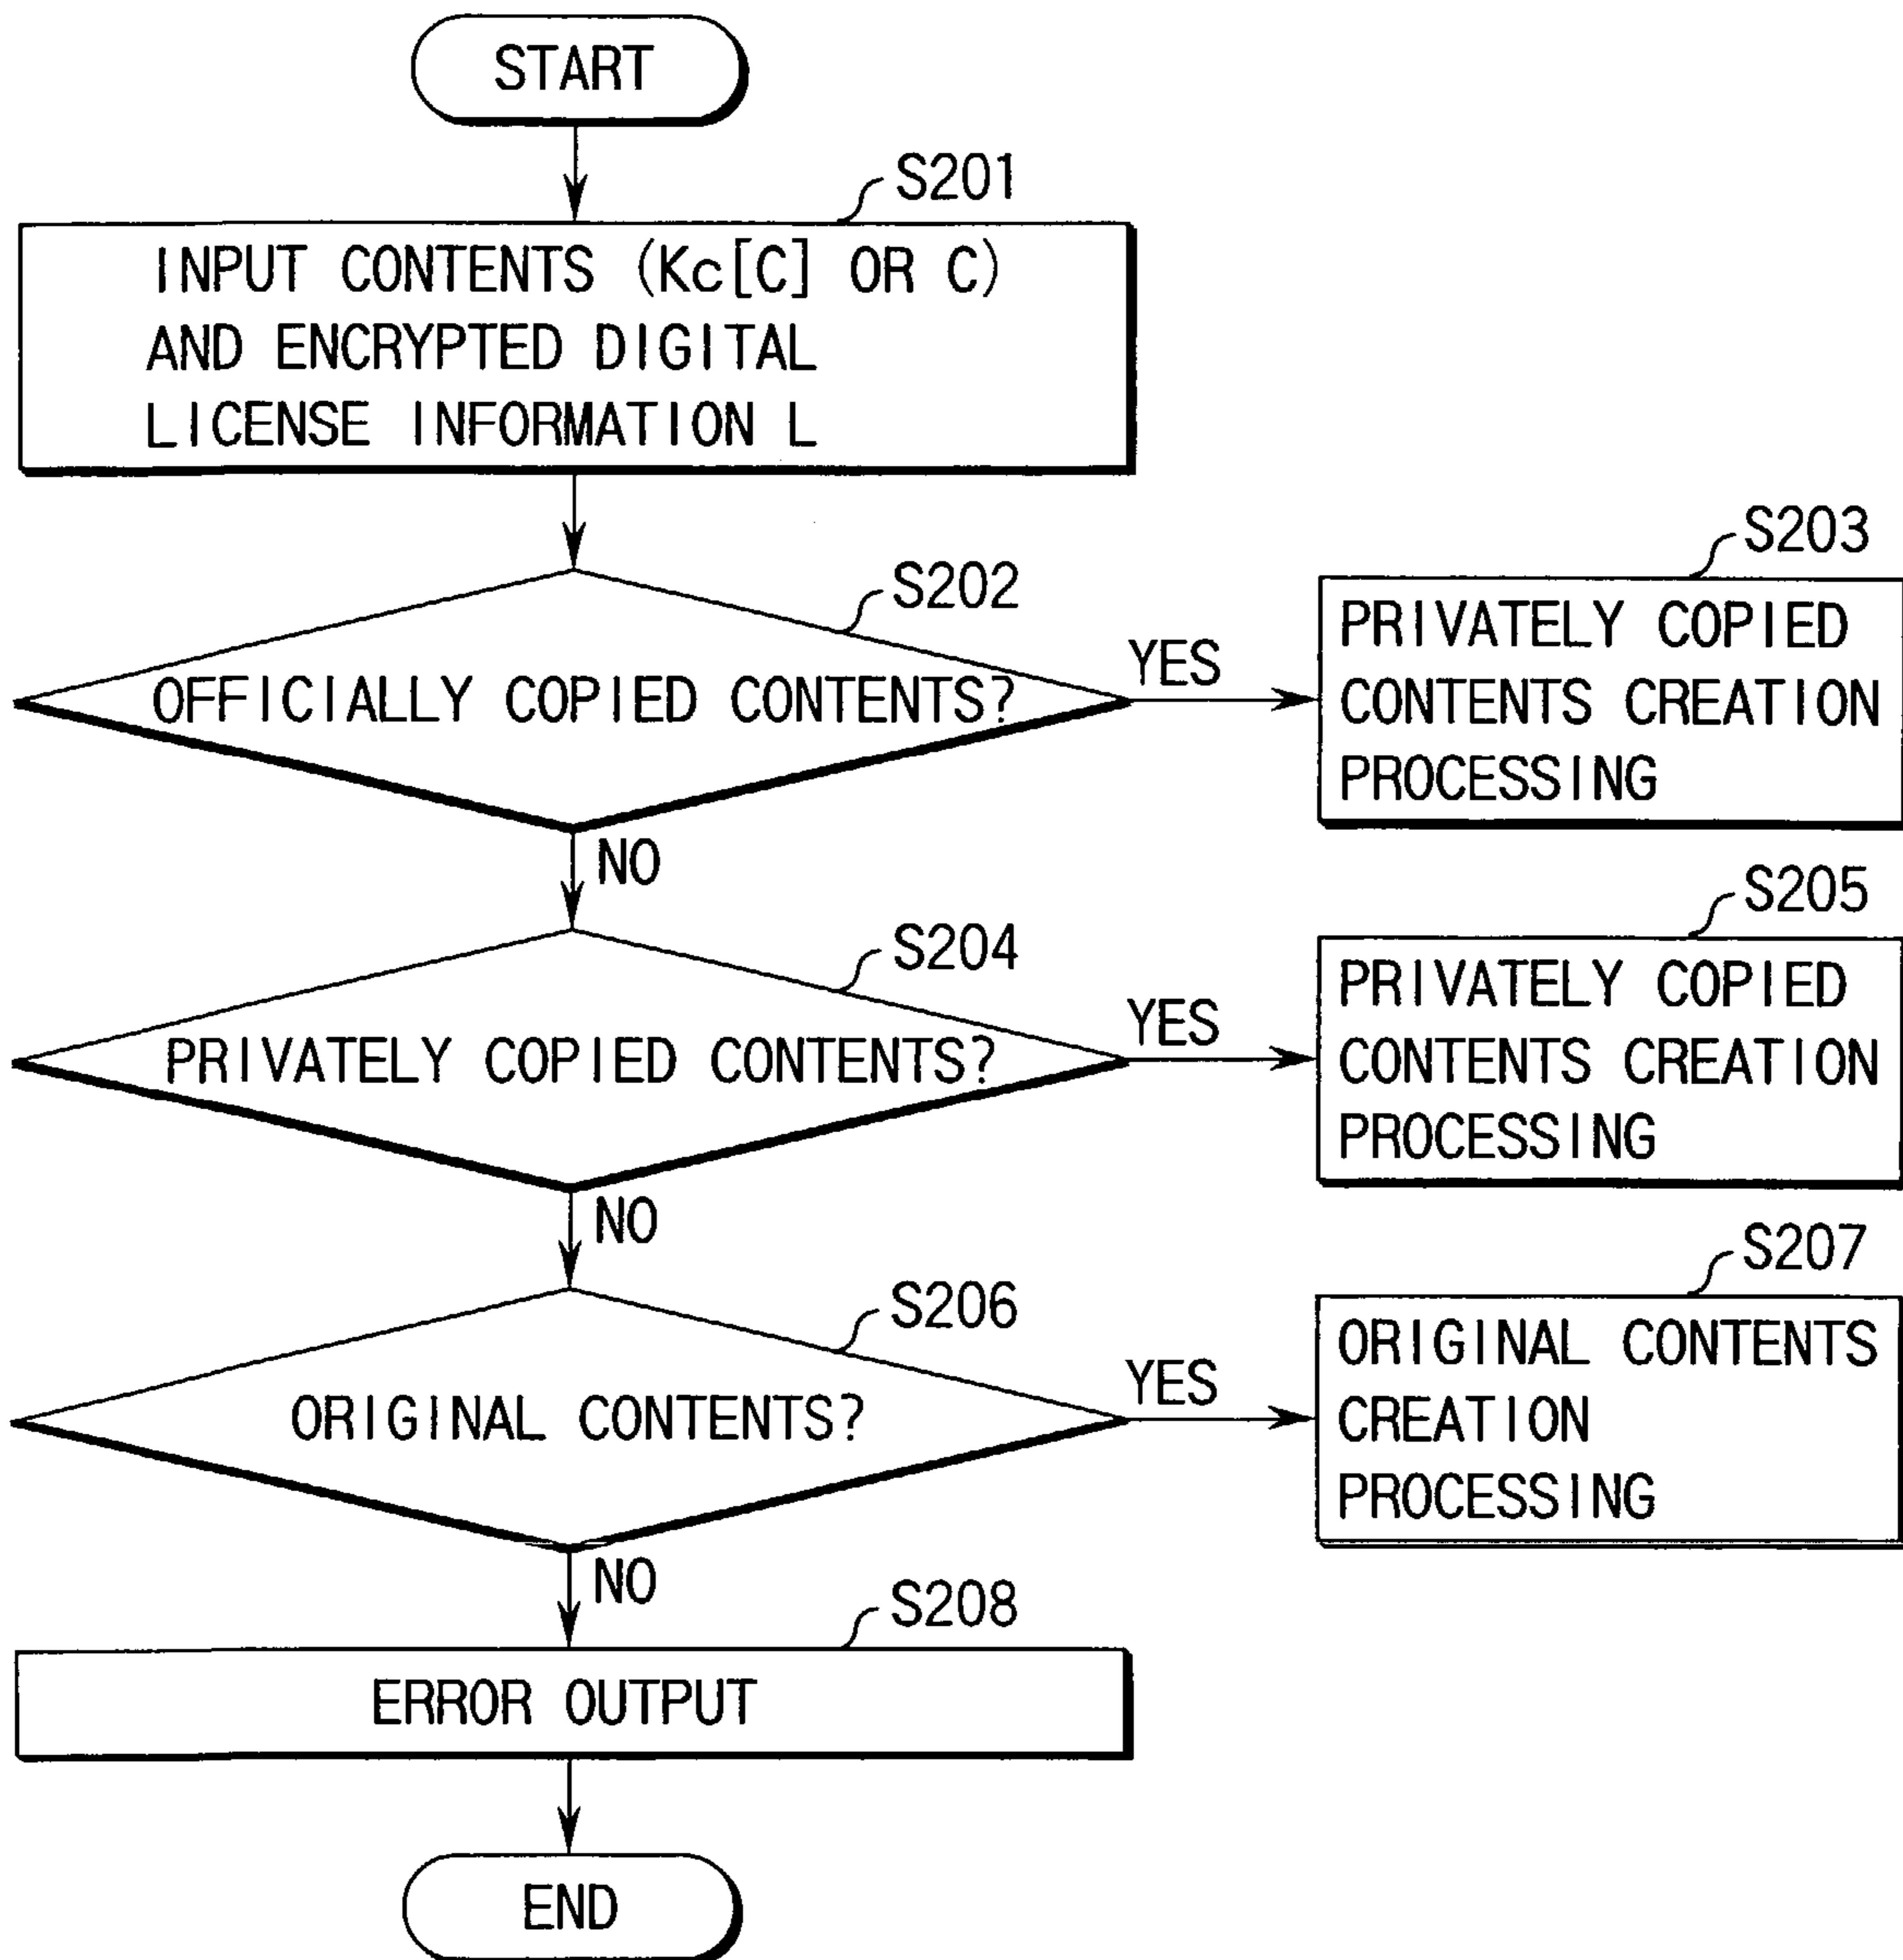 START
S201
INPUT CONTENTS (Kc[C] OR C)
AND ENCRYPTED DIGITAL
LICENSE INFORMATION L
S202
OFFICIALLY COPIED CONTENTS?
YES
S203
PRIVATELY COPIED
CONTENTS CREATION
PROCESSING
NO
S204
PRIVATELY COPIED CONTENTS?
YES
S205
PRIVATELY COPIED
CONTENTS CREATION
PROCESSING
NO
S206
ORIGINAL CONTENTS?
YES
S207
ORIGINAL CONTENTS
CREATION
PROCESSING
NO
S208
ERROR OUTPUT
END